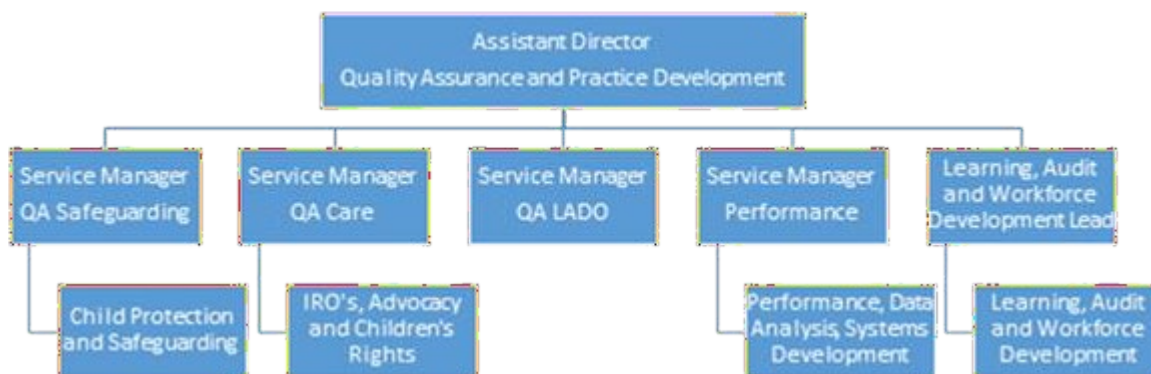 Assistant Director
Quality Assurance and Practice Development
Service Manager
QA Safeguarding
Service Manager
QA Care
Service Manager
QA LADO
Service Manager
Performance
Learning, Audit
and Workforce
Development Lead
Child Protection
and Safeguarding
IRO's, Advocacy
and Children's
Rights
Performance, Data
Analysis, Systems
Development
Learning, Audit
and Workforce
Development